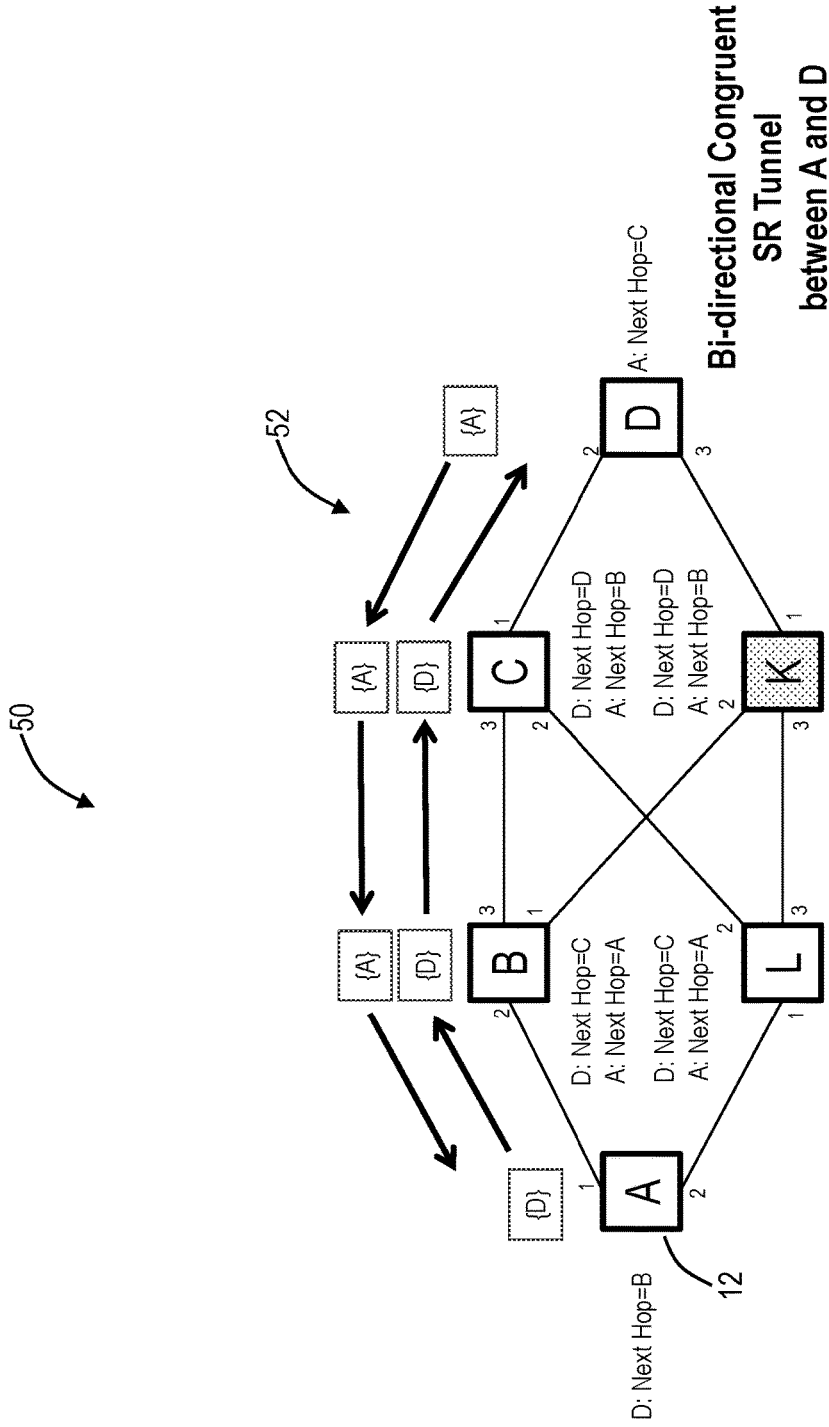 50
52
{A}
{A}
{A}
{D}
{D}
{D}
2
3
1
B
3
2
1
C
2
3
D
A: Next Hop=C
D: Next Hop=C
A: Next Hop=A
D: Next Hop=D
A: Next Hop=B
D: Next Hop=C
A: Next Hop=A
D: Next Hop=D
A: Next Hop=B
D: Next Hop=B
1
2
A
12
1
2
3
L
2
3
1
K
Bi-directional Congruent
SR Tunnel
between A and D